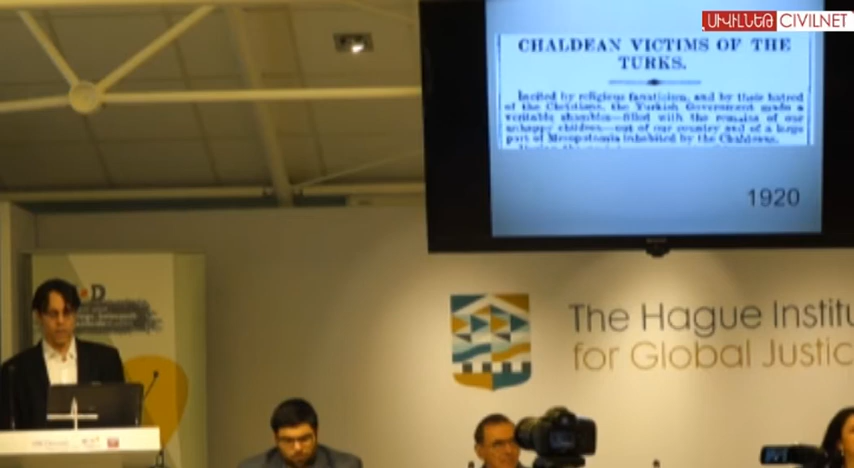 ՍԻՎԻԼՆԵԹ CIVILNET
CHALDEAN VICTIMS OF THE
TURKS.
Incited by religious fanaticism, and by their hatred
of the Christians, the Turkish Government made a
veritable shambles—filled with the remains of our
unhappy children—out of our country and of a large
part of Mesopotamia inhabited by the Chaldeans.
1920
The Hague Institu
for Global Justic